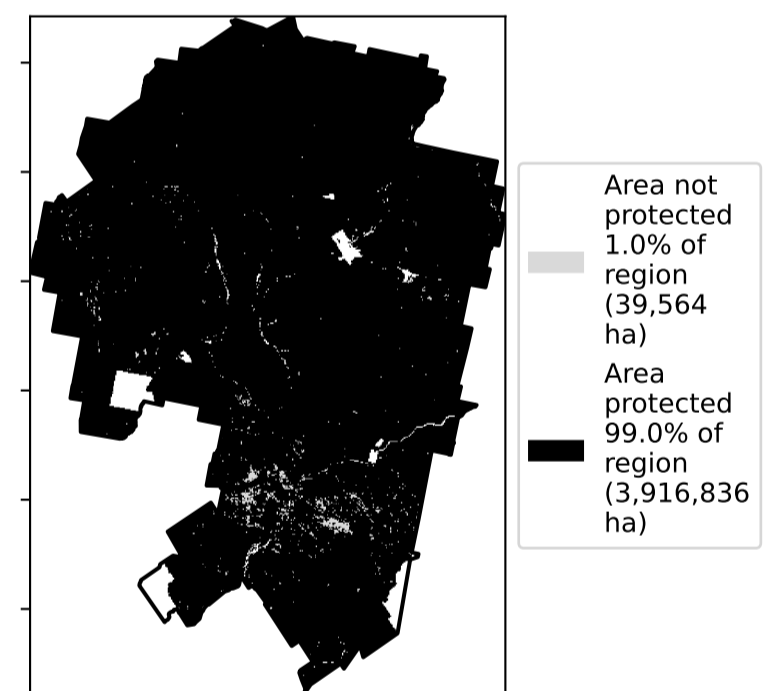 Area not
protected
1.0% of
region
(39,564
ha)
Area
protected
99.0% of
region
(3,916,836
ha)